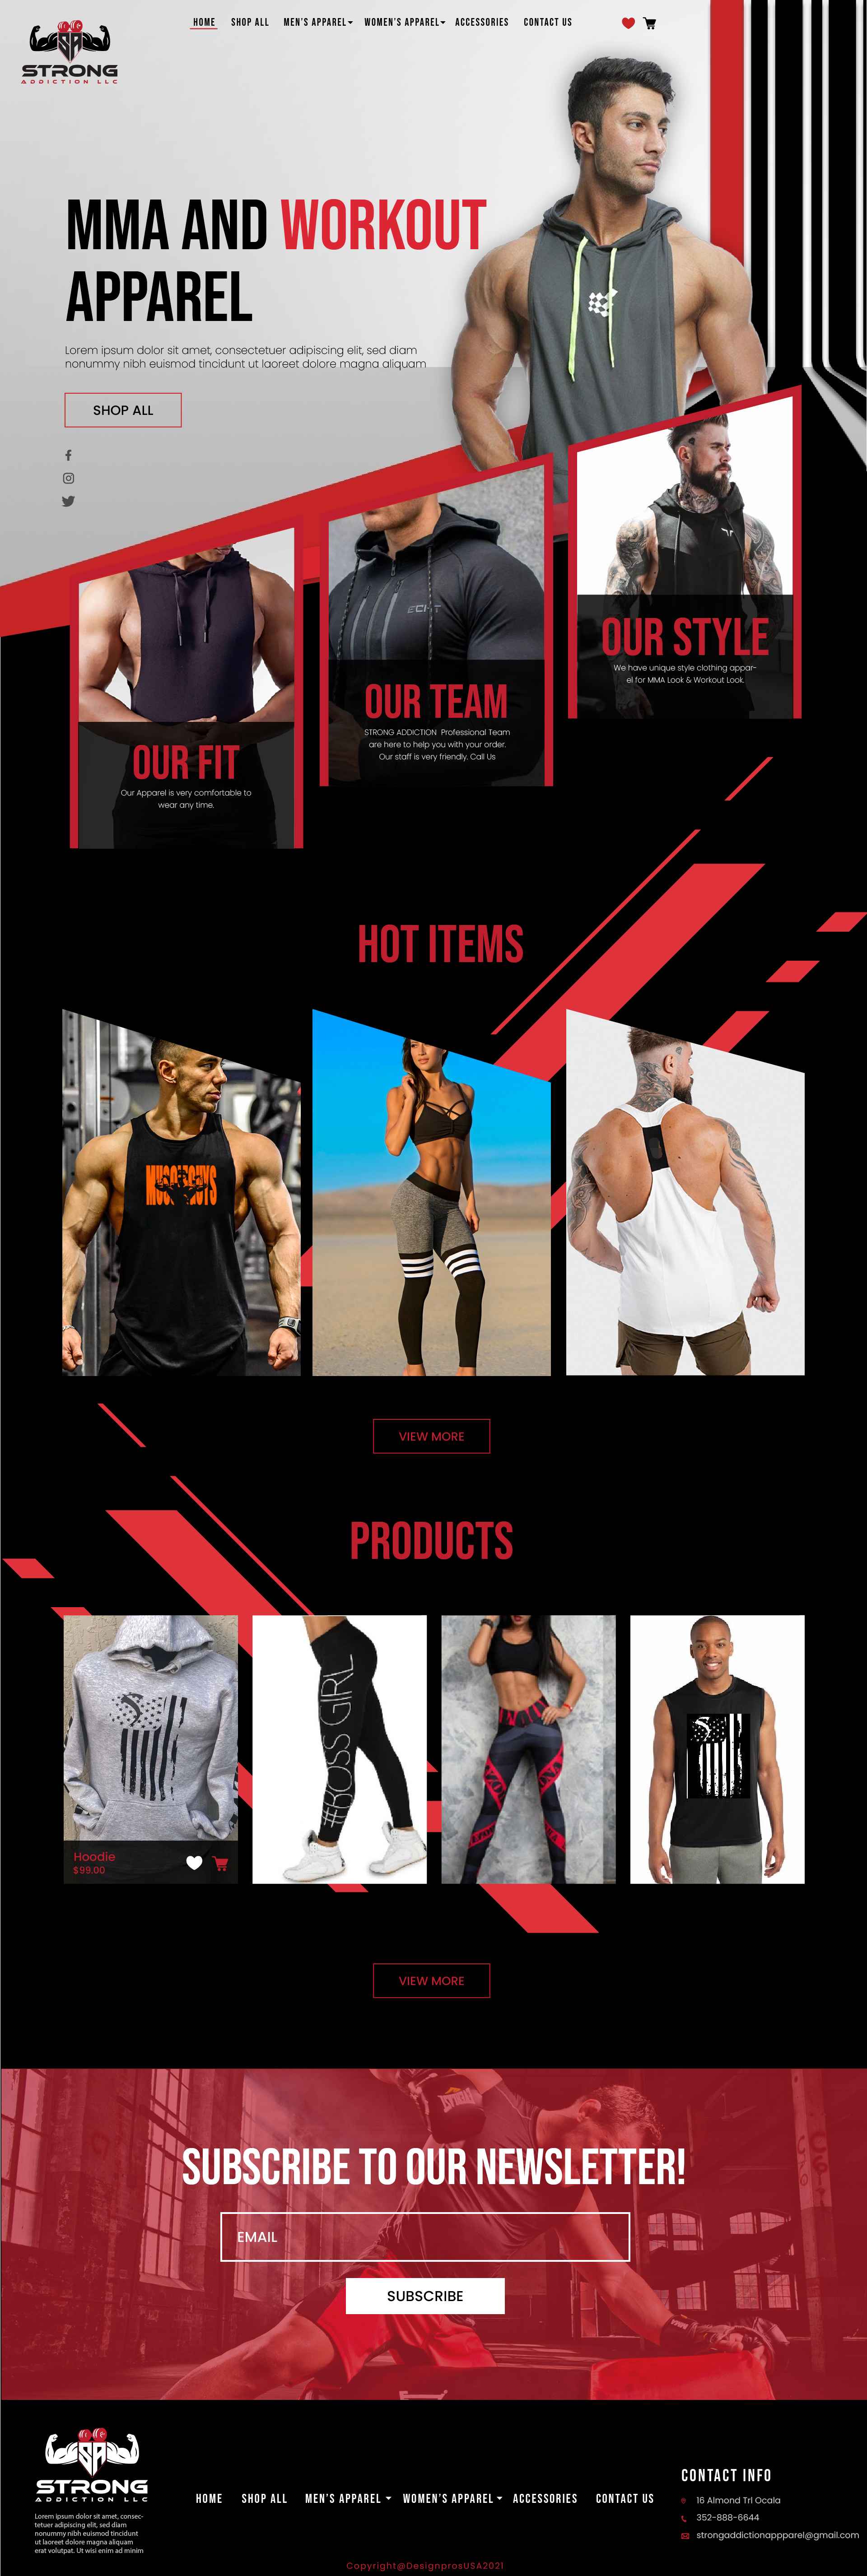 HOME SHOP ALL MEN'S APPAREL WOMEN'S APPAREL ACCESSORIES CONTACT US
SA
STRONG
ADDICTION LLC
MMA AND WORKOUT
APPAREL
Lorem ipsum dolor sit amet, consectetuer adipiscing elit, sed diam
nonummy nibh euismod tincidunt ut laoreet dolore magna aliquam
SHOP ALL
ECHT
OUR STYLE
We have unique style clothing appar-
el for MMA Look & Workout Look.
OUR TEAM
STRONG ADDICTION Professional Team
are here to help you with your order.
Our staff is very friendly. Call Us
OUR FIT
Our Apparel is very comfortable to
wear any time.
HOT ITEMS
VIEW MORE
PRODUCTS
#BOSS GIRL
Hoodie
$99.00
VIEW MORE
SUBSCRIBE TO OUR NEWSLETTER!
EMAIL
SUBSCRIBE
SA
STRONG
ADDICTION LLC
Lorem ipsum dolor sit amet, consec-
tetuer adipiscing elit, sed diam
nonummy nibh euismod tincidunt
ut laoreet dolore magna aliquam
erat volutpat. Ut wisi enim ad minim
HOME SHOP ALL MEN'S APPAREL WOMEN'S APPAREL ACCESSORIES CONTACT US
CONTACT INFO
16 Almond Trl Ocala
352-888-6644
strongaddictionappparel@gmail.com
Copyright@DesignprosUSA2021